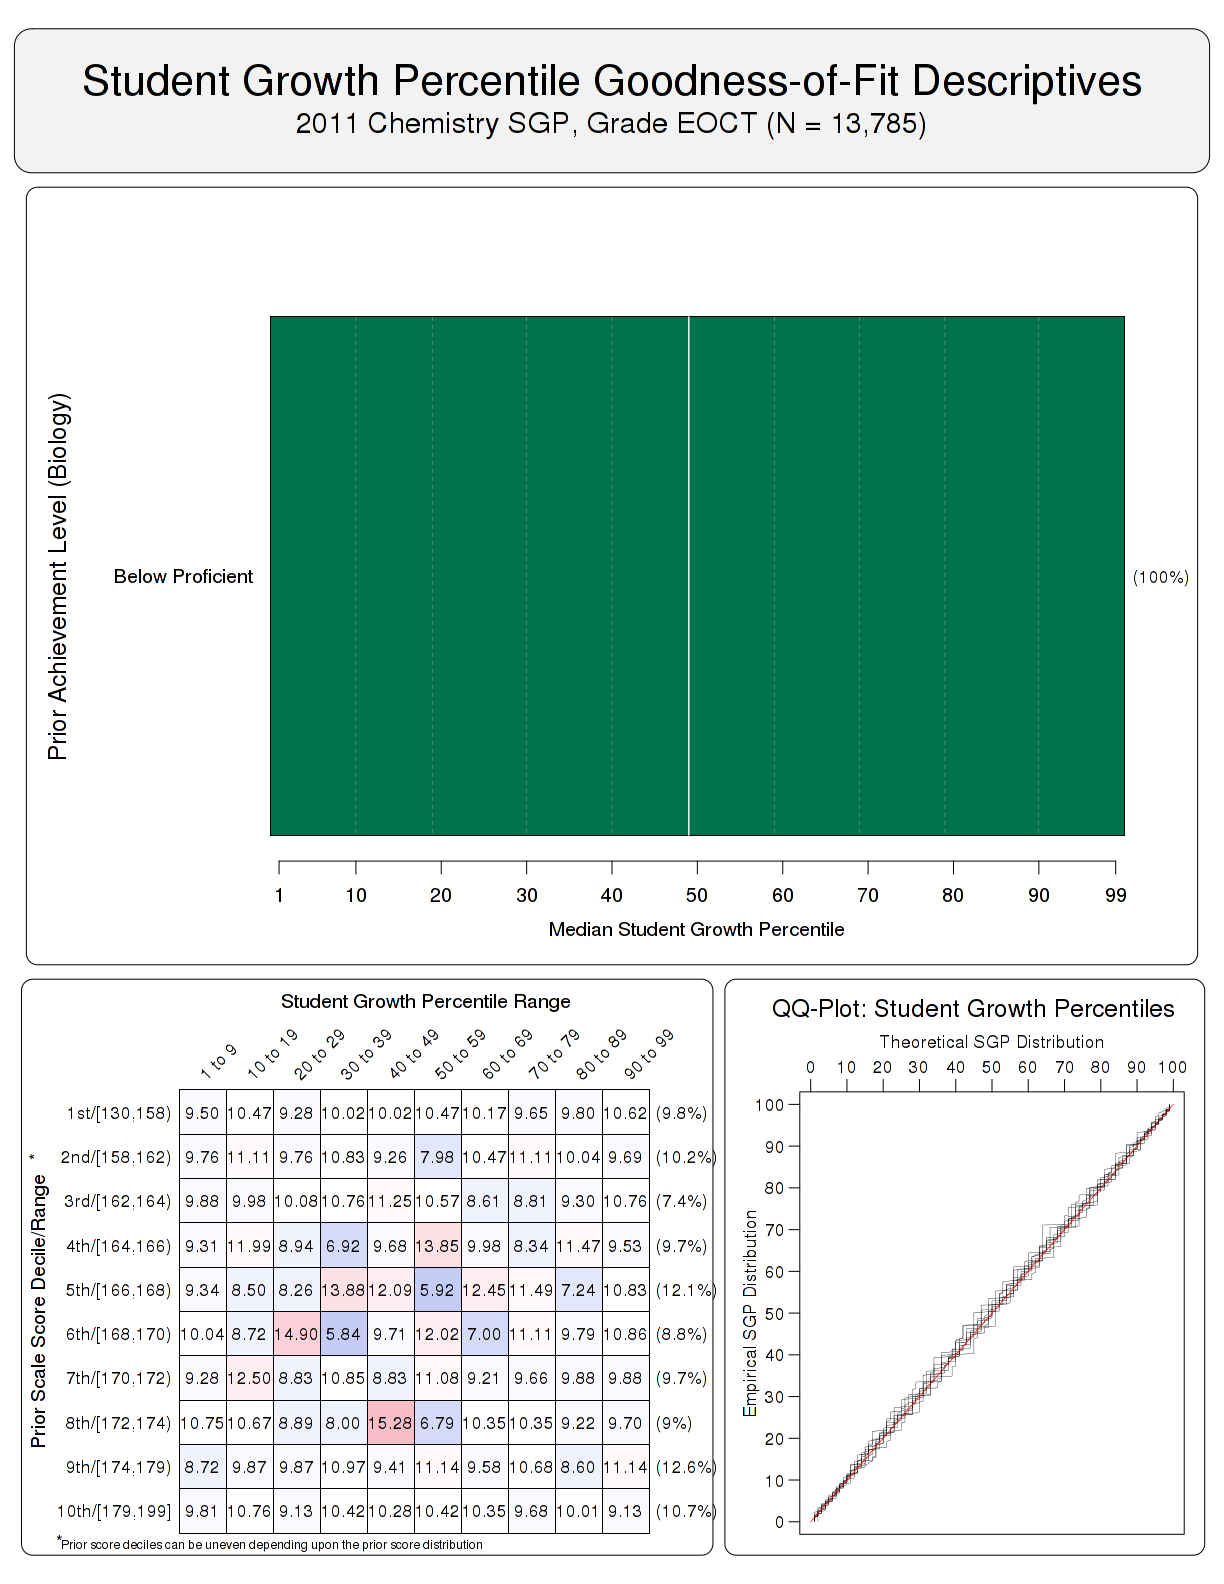 Student Growth Percentile Goodness-of-Fit Descriptives
2011 Chemistry SGP, Grade EOCT (N = 13,785)
Prior Achievement Level (Biology)
Below Proficient
(100%)
1 10 20 30 40 50 60 70 80 90 99
Median Student Growth Percentile
Student Growth Percentile Range
1 to 9 10 to 19 20 to 29 30 to 39 40 to 49 50 to 59 60 to 69 70 to 79 80 to 89 90 to 99
Prior Scale Score Decile/Range *
1st/[130,158) 9.50 10.47 9.28 10.02 10.02 10.47 10.17 9.65 9.80 10.62 (9.8%)
2nd/[158,162) 9.76 11.11 9.76 10.83 9.26 7.98 10.47 11.11 10.04 9.69 (10.2%)
3rd/[162,164) 9.88 9.98 10.08 10.76 11.25 10.57 8.61 8.81 9.30 10.76 (7.4%)
4th/[164,166) 9.31 11.99 8.94 6.92 9.68 13.85 9.98 8.34 11.47 9.53 (9.7%)
5th/[166,168) 9.34 8.50 8.26 13.88 12.09 5.92 12.45 11.49 7.24 10.83 (12.1%)
6th/[168,170) 10.04 8.72 14.90 5.84 9.71 12.02 7.00 11.11 9.79 10.86 (8.8%)
7th/[170,172) 9.28 12.50 8.83 10.85 8.83 11.08 9.21 9.66 9.88 9.88 (9.7%)
8th/[172,174) 10.75 10.67 8.89 8.00 15.28 6.79 10.35 10.35 9.22 9.70 (9%)
9th/[174,179) 8.72 9.87 9.87 10.97 9.41 11.14 9.58 10.68 8.60 11.14 (12.6%)
10th/[179,199] 9.81 10.76 9.13 10.42 10.28 10.42 10.35 9.68 10.01 9.13 (10.7%)
*Prior score deciles can be uneven depending upon the prior score distribution
QQ-Plot: Student Growth Percentiles
Theoretical SGP Distribution
0 10 20 30 40 50 60 70 80 90 100
Empirical SGP Distribution
100
90
80
70
60
50
40
30
20
10
0